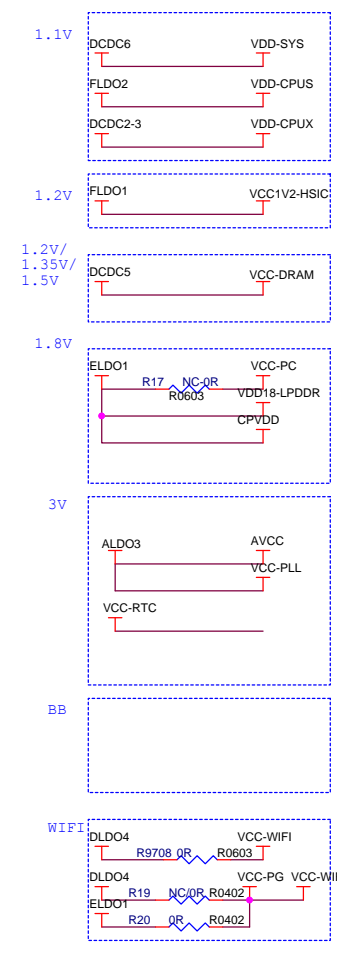 1.1V
DCDC6 VDD-SYS
FLDO2 VDD-CPUS
DCDC2-3 VDD-CPUX
1.2V
FLDO1 VCC1V2-HSIC
1.2V/
1.35V/
1.5V
DCDC5 VCC-DRAM
1.8V
ELDO1 VCC-PC
R17 NC-0R
R0603 VDD18-LPDDR
CPVDD
3V
ALDO3 AVCC
VCC-PLL
VCC-RTC
BB
WIFI
DLDO4 VCC-WIFI
R9708 0R R0603
DLDO4 VCC-PG VCC-WI
R19 NC/0R R0402
ELDO1
R20 0R R0402